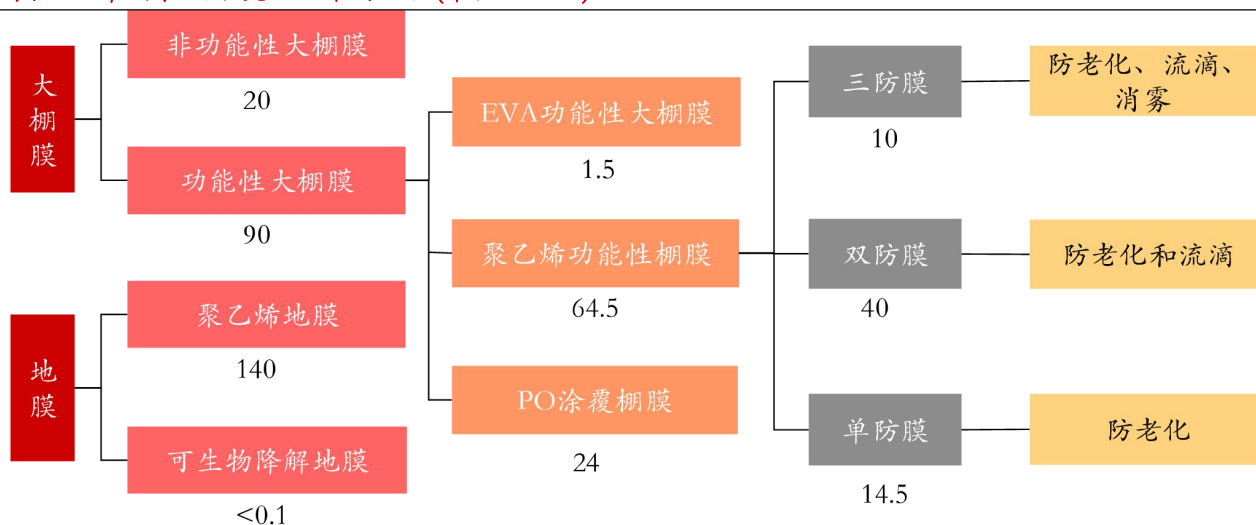 大棚膜
非功能性大棚膜
20
功能性大棚膜
90
EVA功能性大棚膜
1.5
聚乙烯功能性棚膜
64.5
PO涂覆棚膜
24
三防膜
10
防老化、流滴、
消雾
双防膜
40
防老化和流滴
单防膜
14.5
防老化
地膜
聚乙烯地膜
140
可生物降解地膜
<0.1